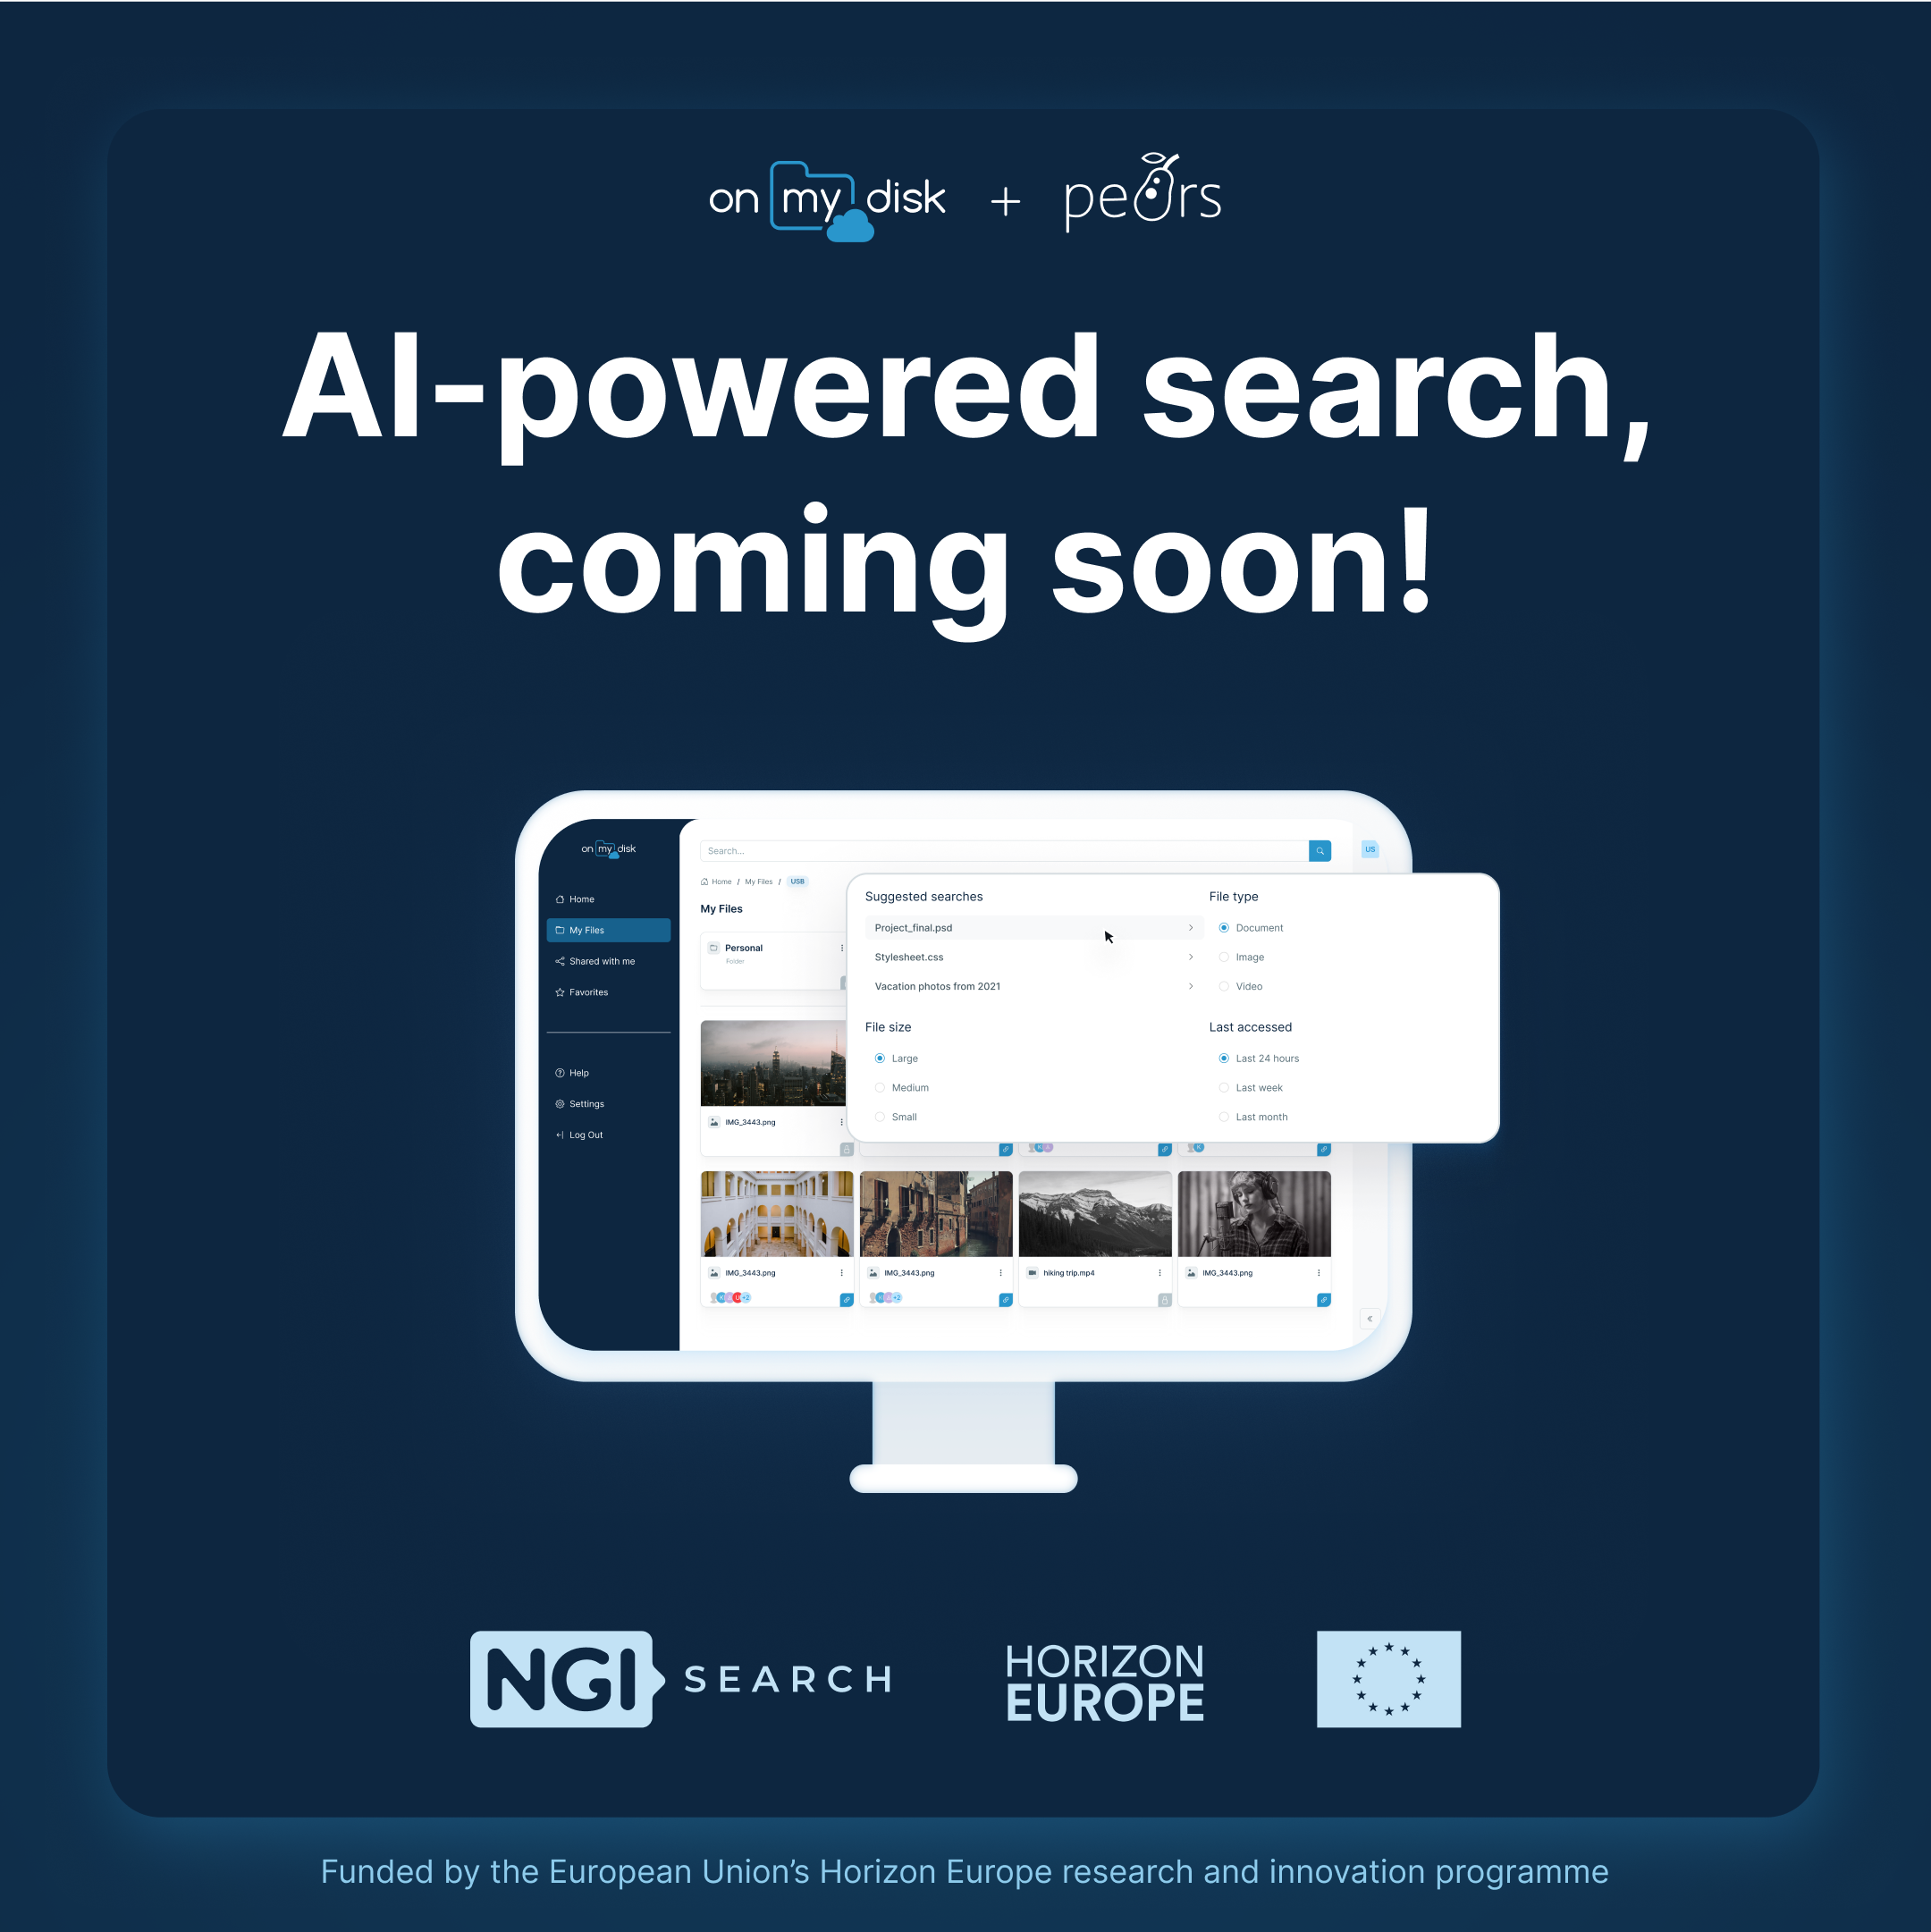 on my disk + pears
AI-powered search,
coming soon!
on my disk
Search...
US
Home / My Files / USB
Home
My Files
Shared with me
Favorites
Help
Settings
Log Out
My Files
Personal
Folder
Suggested searches
Project_final.psd
Stylesheet.css
Vacation photos from 2021
File type
Document
Image
Video
File size
Large
Medium
Small
Last accessed
Last 24 hours
Last week
Last month
IMG_3443.png
IMG_3443.png
IMG_3443.png
hiking trip.mp4
IMG_3443.png
+2
+2
NGI SEARCH
HORIZON
EUROPE
Funded by the European Union’s Horizon Europe research and innovation programme